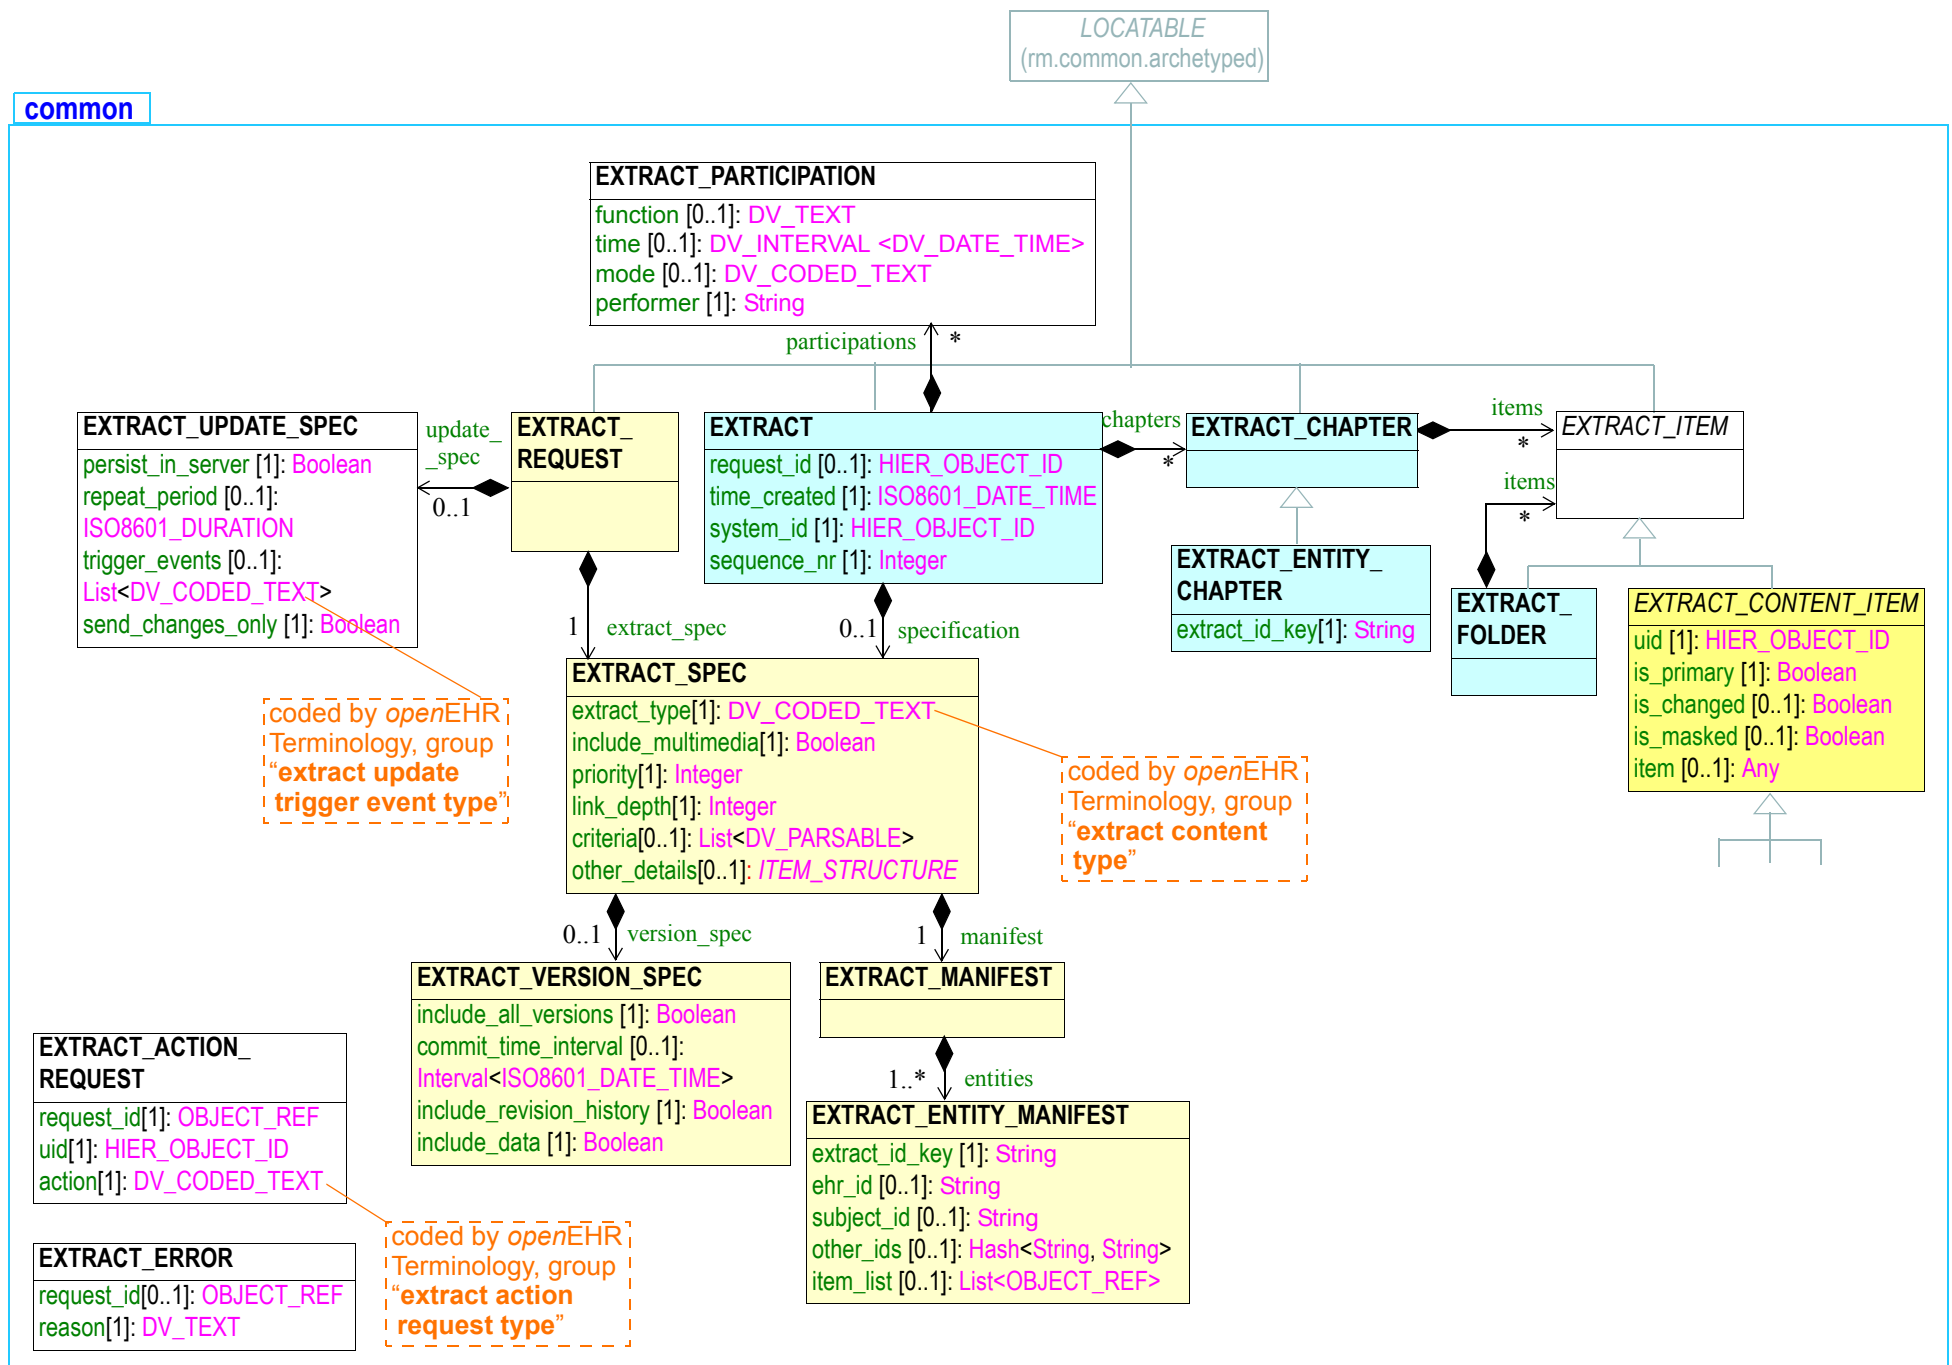 LOCATABLE
(rm.common.archetyped)
common
EXTRACT_PARTICIPATION
function [0..1]: DV_TEXT
time [0..1]: DV_INTERVAL <DV_DATE_TIME>
mode [0..1]: DV_CODED_TEXT
performer [1]: String
participations
*
EXTRACT_UPDATE_SPEC
persist_in_server [1]: Boolean
repeat_period [0..1]:
ISO8601_DURATION
trigger_events [0..1]:
List<DV_CODED_TEXT>
send_changes_only [1]: Boolean
update_
_spec
0..1
EXTRACT_
REQUEST
EXTRACT
request_id [0..1]: HIER_OBJECT_ID
time_created [1]: ISO8601_DATE_TIME
system_id [1]: HIER_OBJECT_ID
sequence_nr [1]: Integer
chapters
*
EXTRACT_CHAPTER
items
*
EXTRACT_ITEM
items
*
EXTRACT_ENTITY_
CHAPTER
extract_id_key[1]: String
EXTRACT_
FOLDER
EXTRACT_CONTENT_ITEM
uid [1]: HIER_OBJECT_ID
is_primary [1]: Boolean
is_changed [0..1]: Boolean
is_masked [0..1]: Boolean
item [0..1]: Any
1
extract_spec
0..1
specification
EXTRACT_SPEC
extract_type[1]: DV_CODED_TEXT
include_multimedia[1]: Boolean
priority[1]: Integer
link_depth[1]: Integer
criteria[0..1]: List<DV_PARSABLE>
other_details[0..1]: ITEM_STRUCTURE
coded by openEHR
Terminology, group
“extract update
trigger event type”
coded by openEHR
Terminology, group
“extract content
type”
0..1
version_spec
1
manifest
EXTRACT_VERSION_SPEC
include_all_versions [1]: Boolean
commit_time_interval [0..1]:
Interval<ISO8601_DATE_TIME>
include_revision_history [1]: Boolean
include_data [1]: Boolean
EXTRACT_MANIFEST
1..*
entities
EXTRACT_ENTITY_MANIFEST
extract_id_key [1]: String
ehr_id [0..1]: String
subject_id [0..1]: String
other_ids [0..1]: Hash<String, String>
item_list [0..1]: List<OBJECT_REF>
EXTRACT_ACTION_
REQUEST
request_id[1]: OBJECT_REF
uid[1]: HIER_OBJECT_ID
action[1]: DV_CODED_TEXT
EXTRACT_ERROR
request_id[0..1]: OBJECT_REF
reason[1]: DV_TEXT
coded by openEHR
Terminology, group
“extract action
request type”